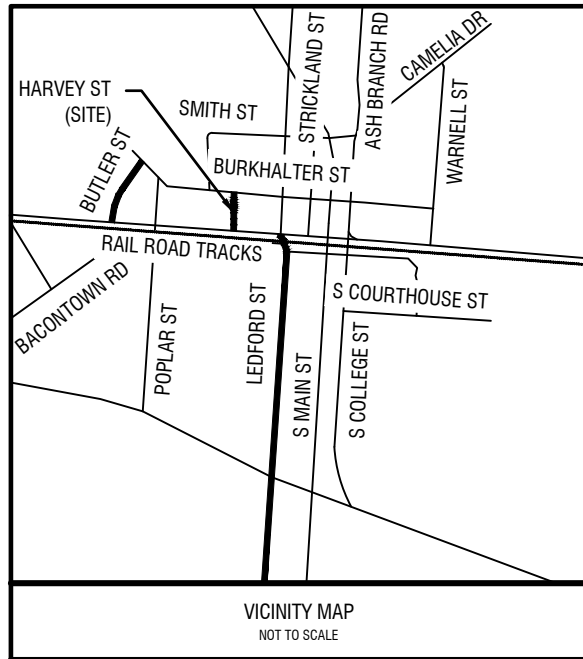 CAMELIA DR
STRICKLAND ST
ASH BRANCH RD
HARVEY ST
(SITE)
SMITH ST
WARNELL ST
BUTLER ST
BURKHALTER ST
RAIL ROAD TRACKS
BACONTOWN RD
S COURTHOUSE ST
POPLAR ST
LEDFORD ST
S MAIN ST
S COLLEGE ST
VICINITY MAP
NOT TO SCALE